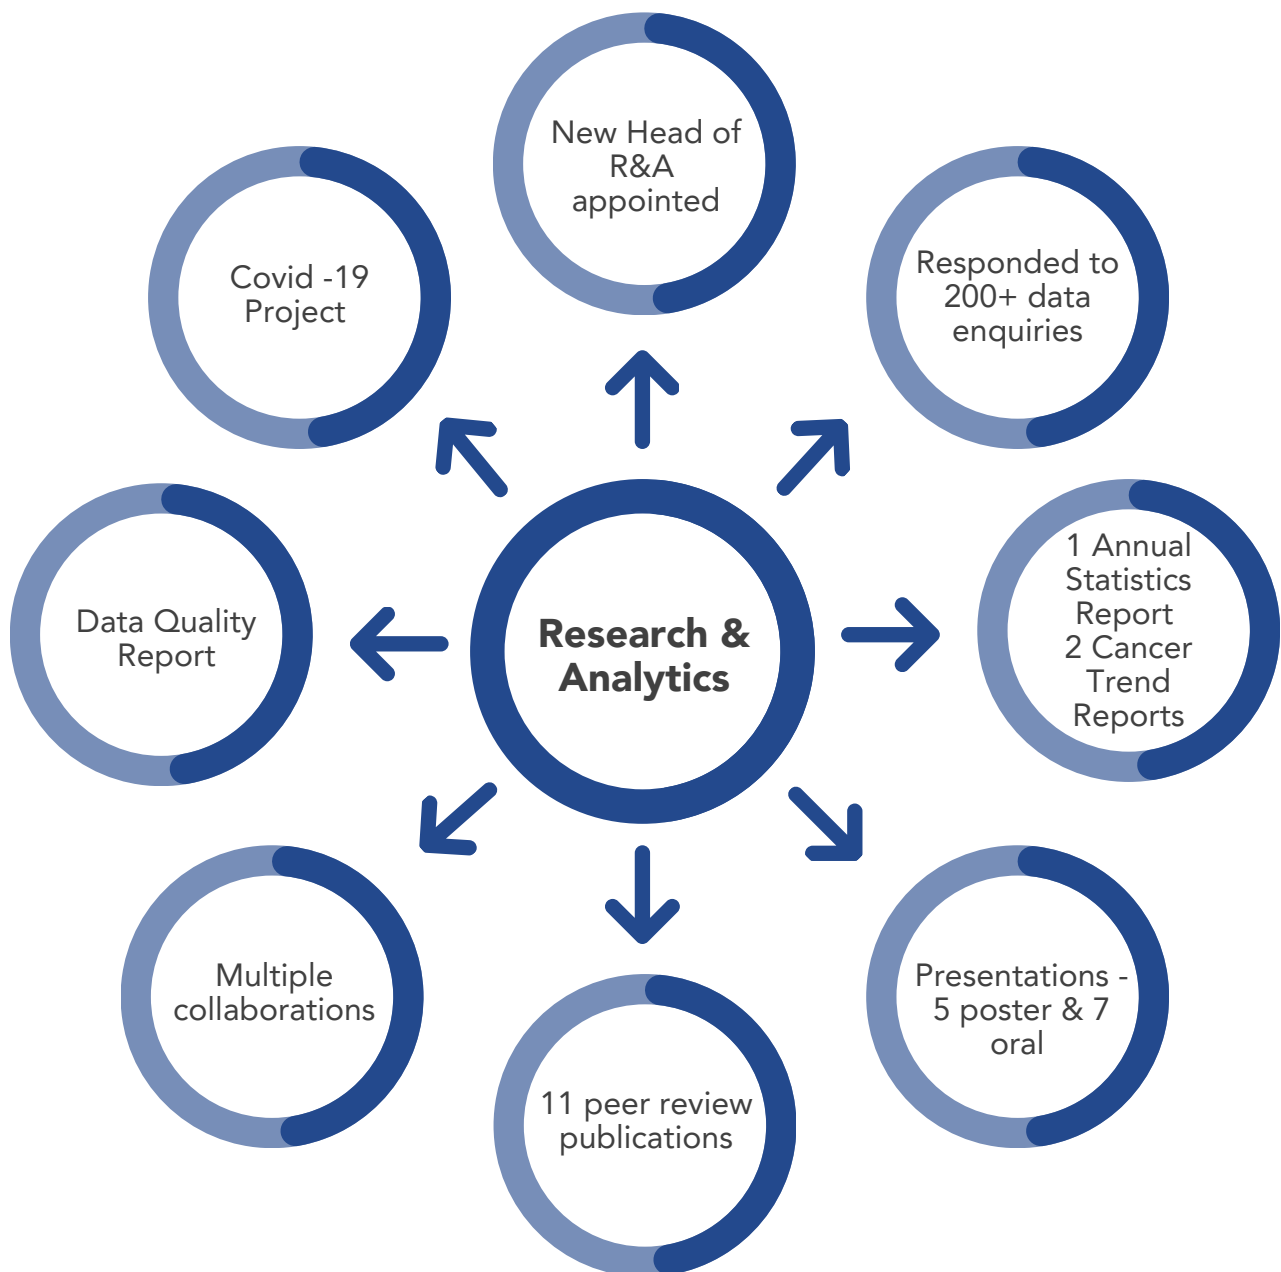 New Head of
R&A
appointed
Covid -19
Project
Responded to
200+ data
enquiries
Data Quality
Report
Research &
Analytics
1 Annual
Statistics
Report
2 Cancer
Trend
Reports
Multiple
collaborations
Presentations -
5 poster & 7
oral
11 peer review
publications